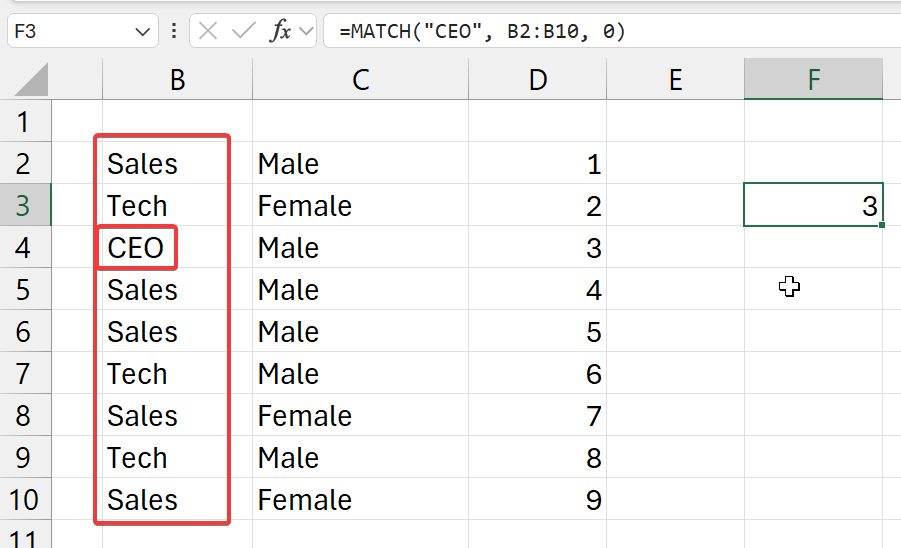 F3 fx =MATCH("CEO", B2:B10, 0)
B C D E F
1
2 Sales Male 1
3 Tech Female 2 3
4 CEO Male 3
5 Sales Male 4
6 Sales Male 5
7 Tech Male 6
8 Sales Female 7
9 Tech Male 8
10 Sales Female 9
11